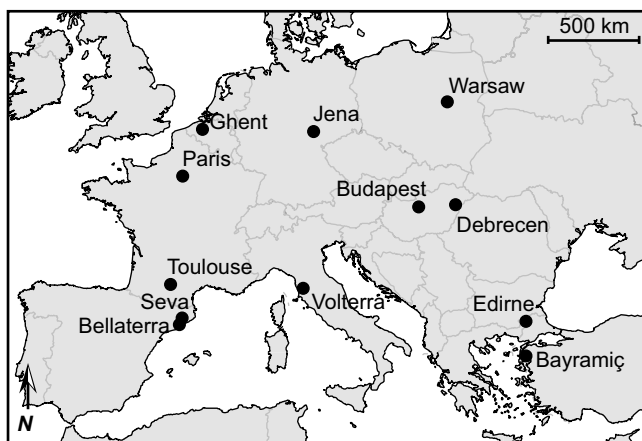 500 km
Warsaw
Ghent
Jena
Paris
Budapest
Debrecen
Toulouse
Seva
Volterra
Edirne
Bellaterra
Bayramiç
N